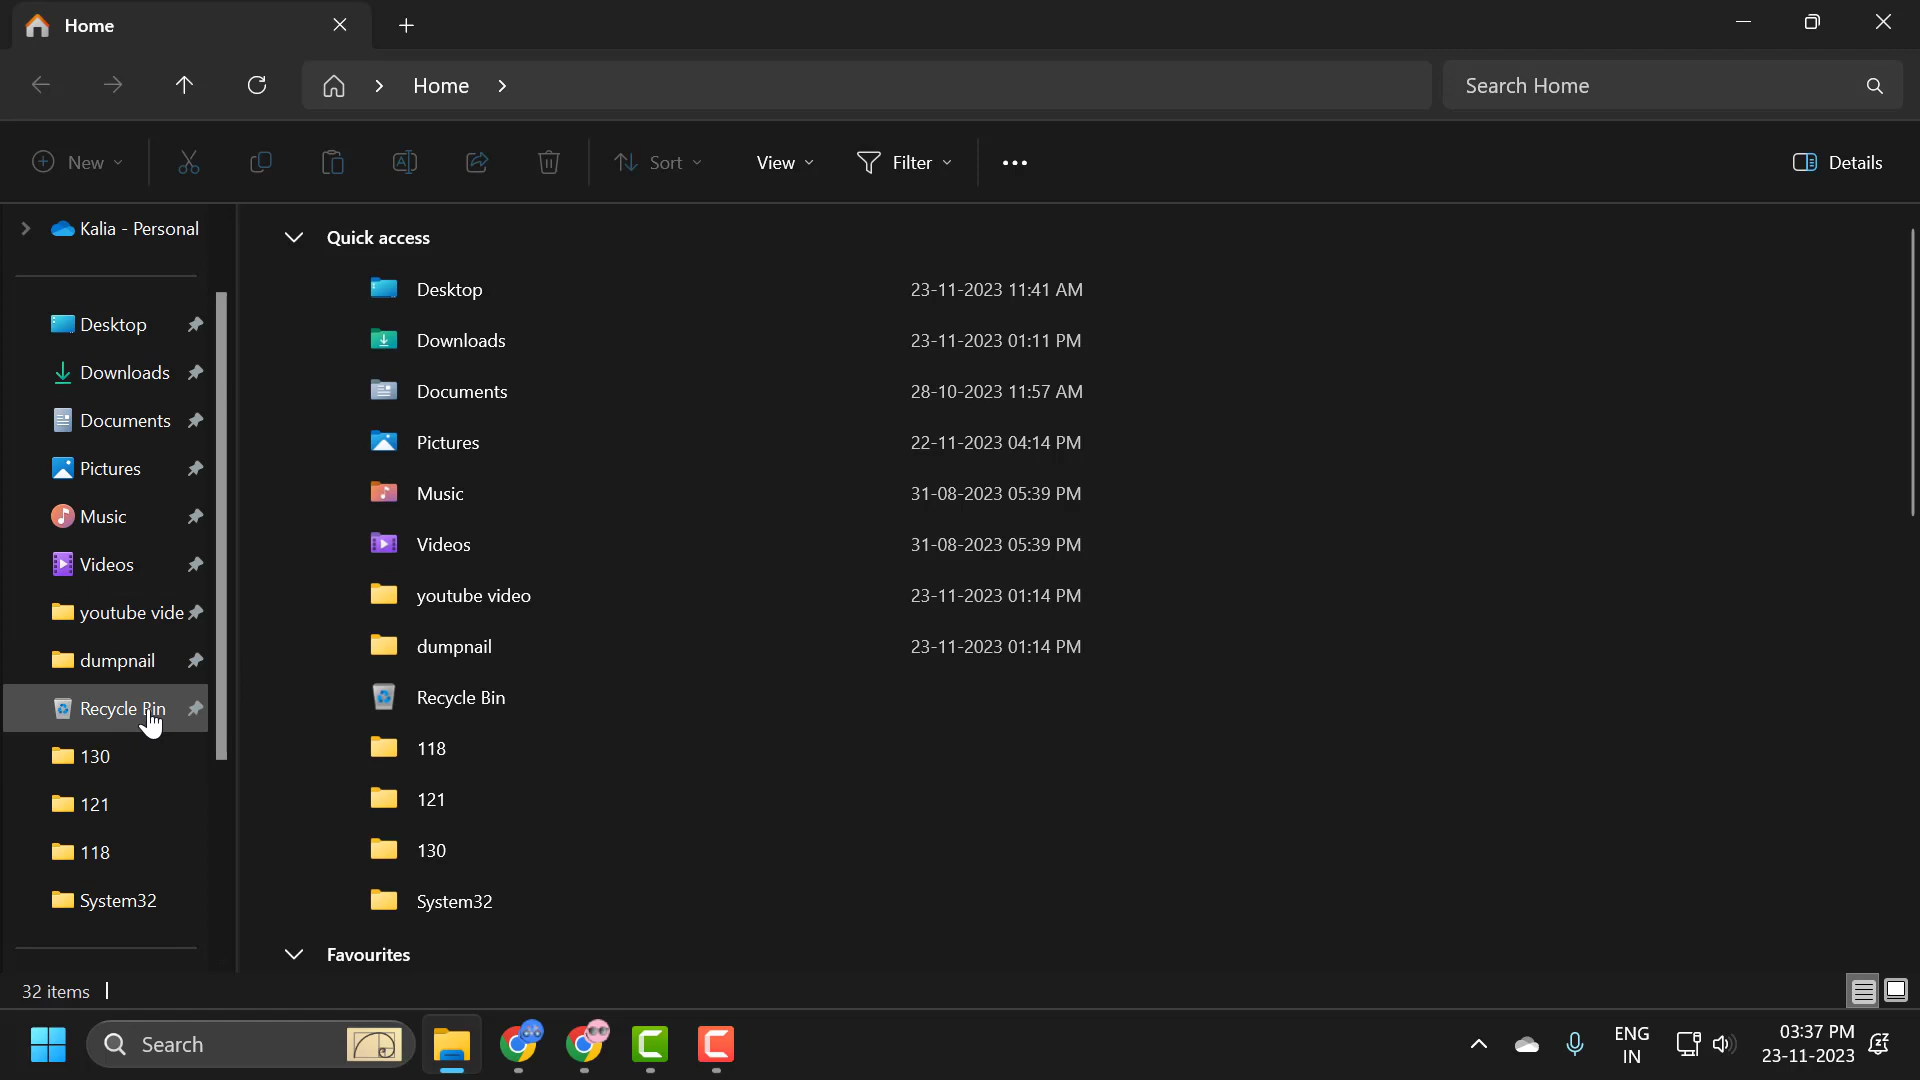 Home
Home
Search Home
New
Sort
View
Filter
Details
Kalia - Personal
Desktop
Downloads
Documents
Pictures
Music
Videos
youtube vide
dumpnail
Recycle Bin
130
121
118
System32
Quick access
Desktop 23-11-2023 11:41 AM
Downloads 23-11-2023 01:11 PM
Documents 28-10-2023 11:57 AM
Pictures 22-11-2023 04:14 PM
Music 31-08-2023 05:39 PM
Videos 31-08-2023 05:39 PM
youtube video 23-11-2023 01:14 PM
dumpnail 23-11-2023 01:14 PM
Recycle Bin
118
121
130
System32
Favourites
32 items
Search
ENG
IN
03:37 PM
23-11-2023